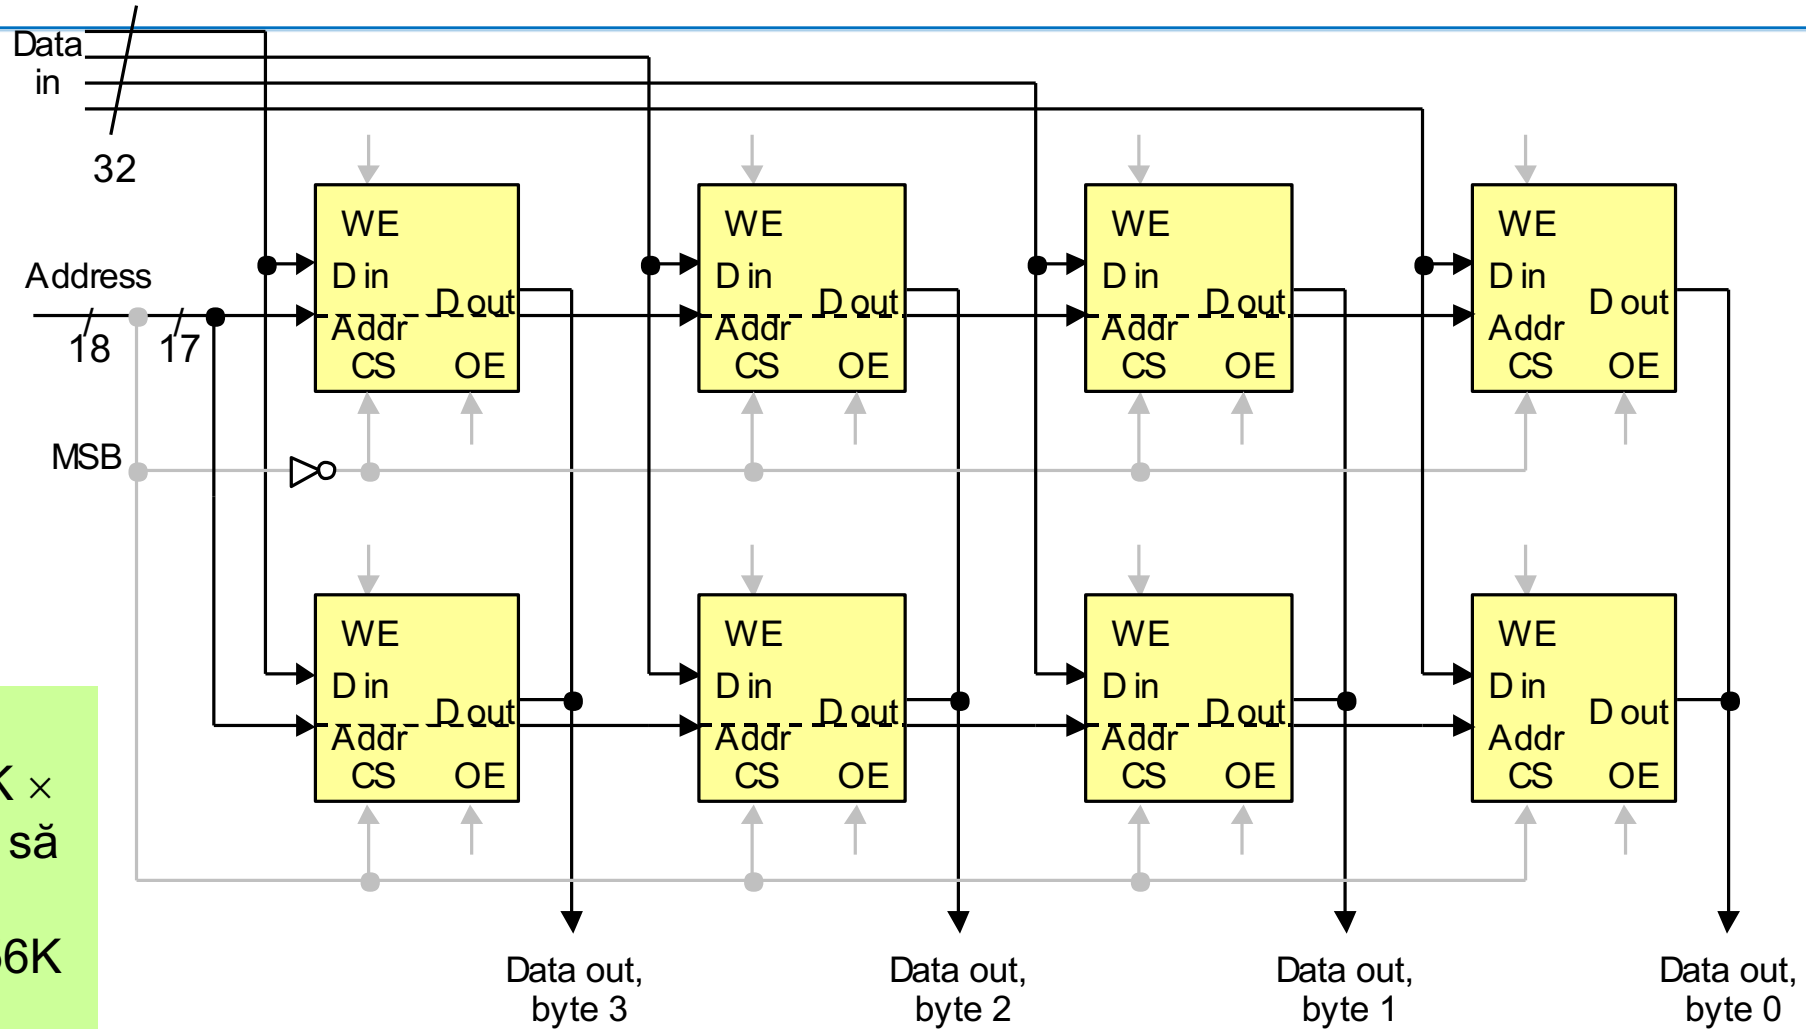 Data
in
32
WE
D in
D out
Addr
CS OE
WE
D in
D out
Addr
CS OE
WE
D in
D out
Addr
CS OE
WE
D in
D out
Addr
CS OE
Address
18
17
MSB
WE
D in
D out
Addr
CS OE
WE
D in
D out
Addr
CS OE
WE
D in
D out
Addr
CS OE
WE
D in
D out
Addr
CS OE
K ×
să
6K
Data out,
byte 3
Data out,
byte 2
Data out,
byte 1
Data out,
byte 0